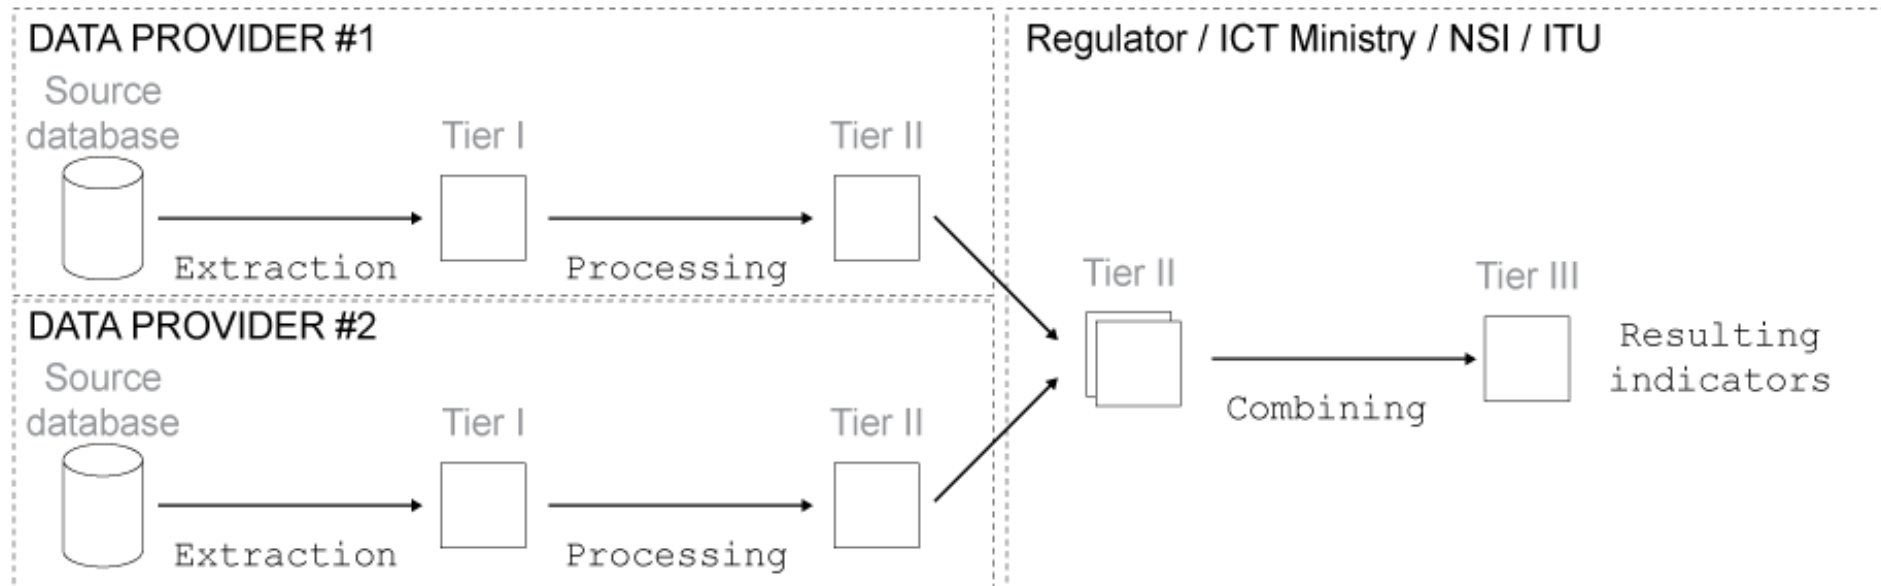 DATA PROVIDER #1
Source
database
Tier I
Tier II
Extraction
Processing
DATA PROVIDER #2
Source
database
Tier I
Tier II
Extraction
Processing
Regulator / ICT Ministry / NSI / ITU
Tier II
Tier III
Combining
Resulting
indicators